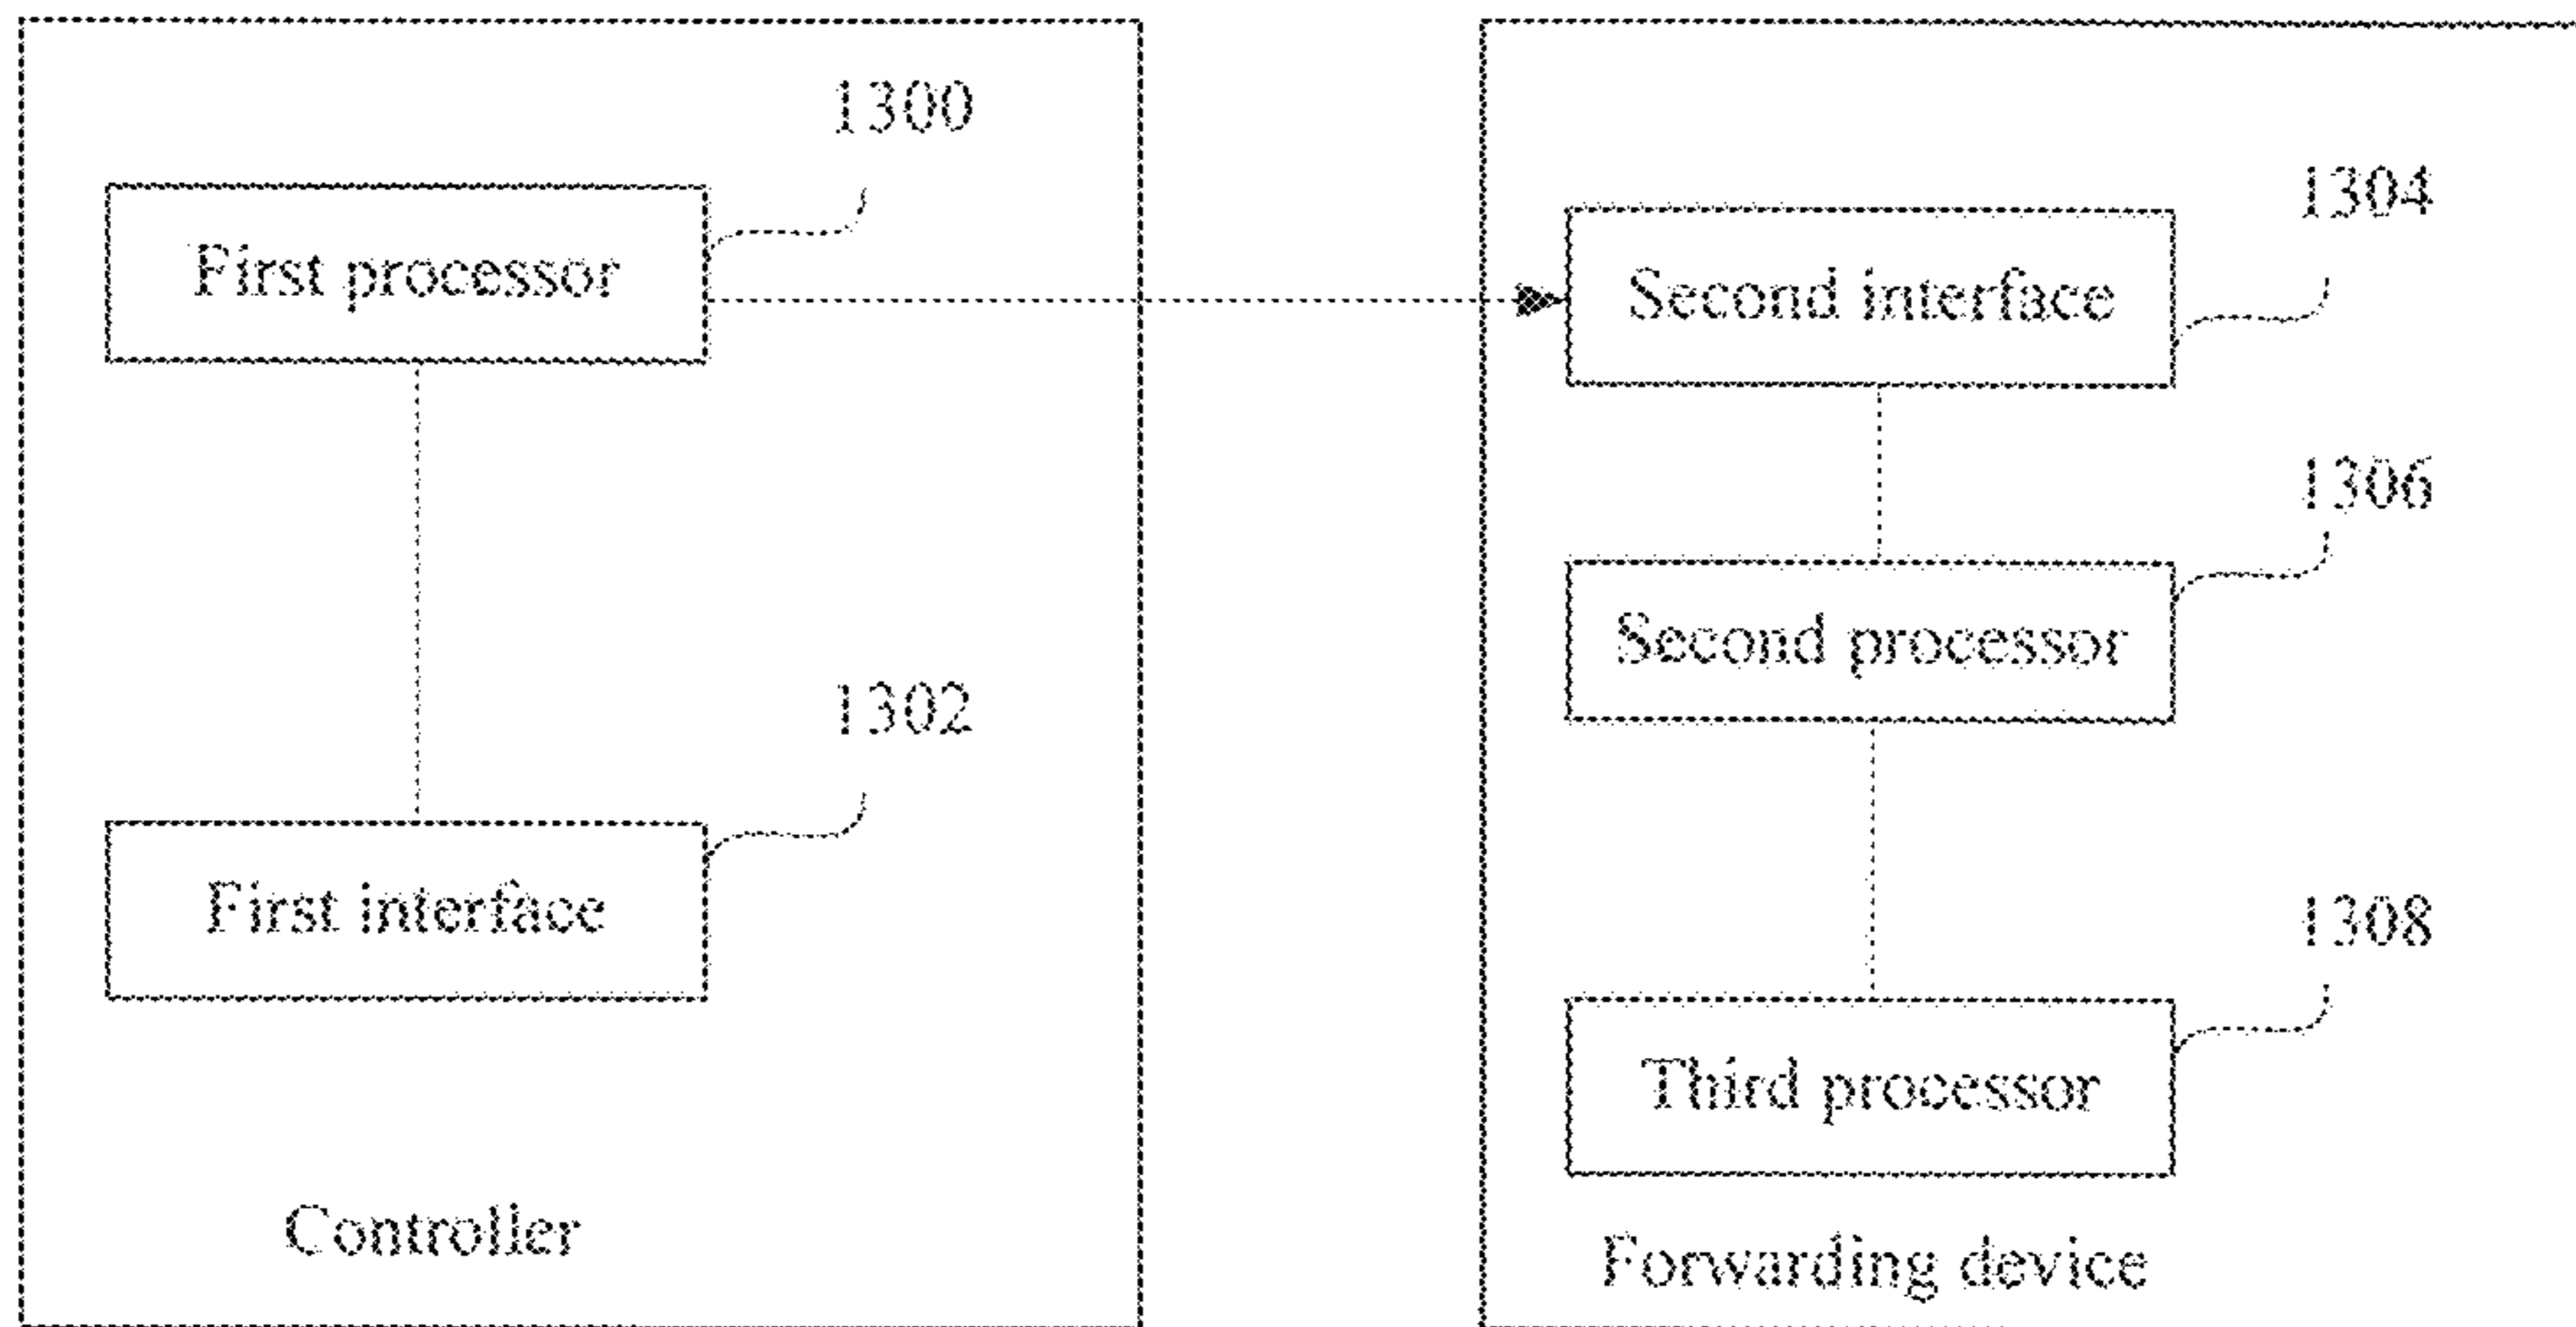 1300
First processor
1302
First interface
Controller
1304
Second interface
1306
Second processor
1308
Third processor
Forwarding device